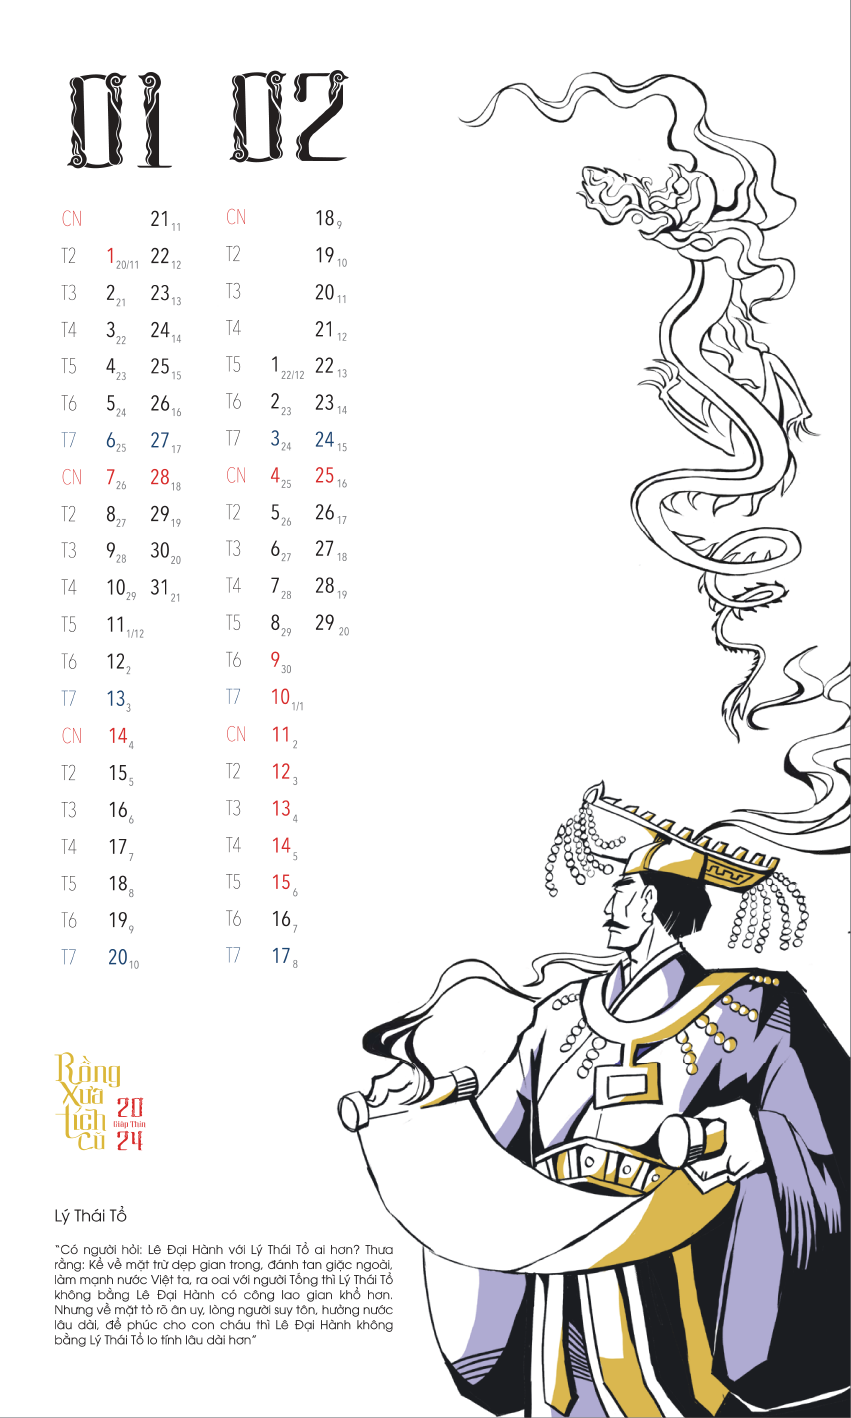 01 02
CN 21 11 CN 18 9
T2 1 20/11 22 12 T2 19 10
T3 2 21 23 13 T3 20 11
T4 3 22 24 14 T4 21 12
T5 4 23 25 15 T5 1 22/12 22 13
T6 5 24 26 16 T6 2 23 23 14
T7 6 25 27 17 T7 3 24 24 15
CN 7 26 28 18 CN 4 25 25 16
T2 8 27 29 19 T2 5 26 26 17
T3 9 28 30 20 T3 6 27 27 18
T4 10 29 31 21 T4 7 28 28 19
T5 11 1/12 T5 8 29 29 20
T6 12 2 T6 9 30
T7 13 3 T7 10 1/1
CN 14 4 CN 11 2
T2 15 5 T2 12 3
T3 16 6 T3 13 4
T4 17 7 T4 14 5
T5 18 8 T5 15 6
T6 19 9 T6 16 7
T7 20 10 T7 17 8
Rồng
Xưa
tích
Cũ
20
Giáp Thìn
24
Lý Thái Tổ
"Có người hỏi: Lê Đại Hành với Lý Thái Tổ ai hơn? Thưa
rằng: Kể về mặt trừ dẹp gian trong, đánh tan giặc ngoài,
làm mạnh nước Việt ta, ra oai với người Tống thì Lý Thái Tổ
không bằng Lê Đại Hành có công lao gian khổ hơn.
Nhưng về mặt tỏ rõ ân uy, lòng người suy tôn, hưởng nước
lâu dài, để phúc cho con cháu thì Lê Đại Hành không
bằng Lý Thái Tổ lo tính lâu dài hơn"